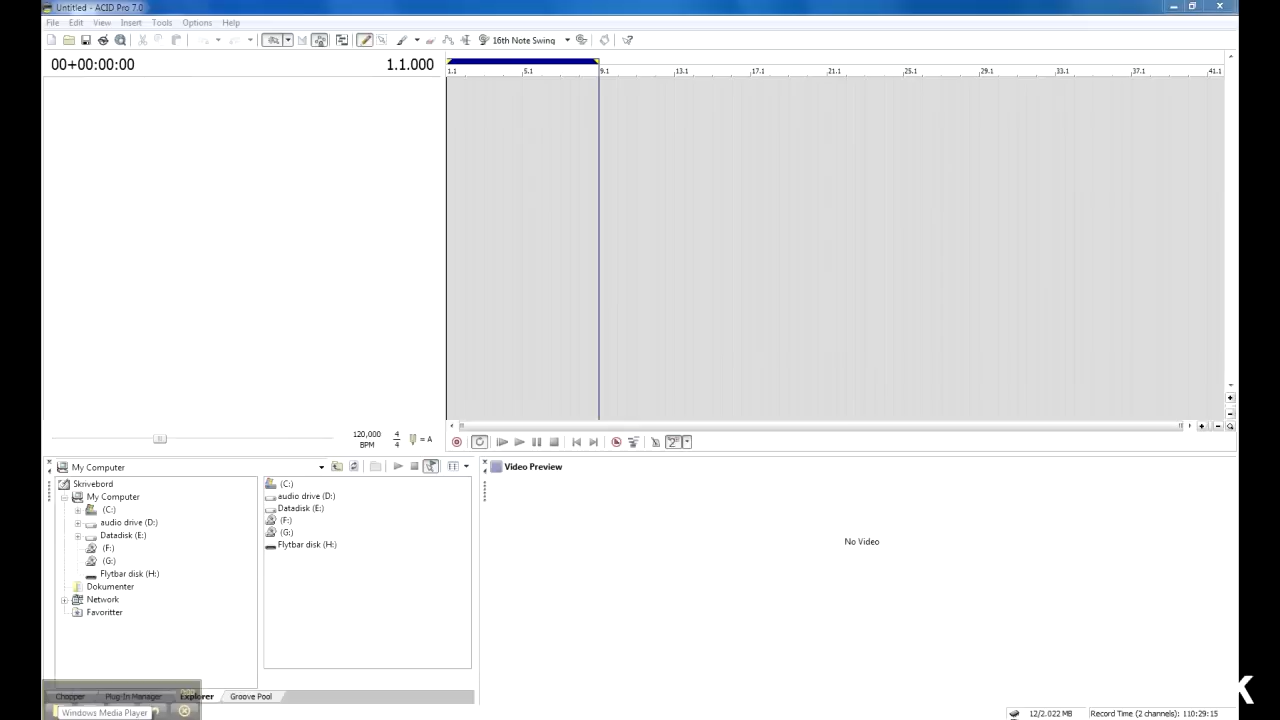 Untitled - ACID Pro 7.0
File Edit View Insert Tools Options Help
16th Note Swing
00+00:00:00 1.1.000
1.1 5.1 9.1 13.1 17.1 21.1 25.1 29.1 33.1 37.1 41.1
120,000 BPM 4/4 = A
My Computer
Skrivebord
My Computer
(C:)
audio drive (D:)
Datadisk (E:)
(F:)
(G:)
Flytbar disk (H:)
Dokumenter
Network
Favoritter
(C:)
audio drive (D:)
Datadisk (E:)
(F:)
(G:)
Flytbar disk (H:)
Video Preview
No Video
Chopper Plug-In Manager Explorer Groove Pool
Windows Media Player
K
12/2.022 MB Record Time (2 channels): 110:29:15